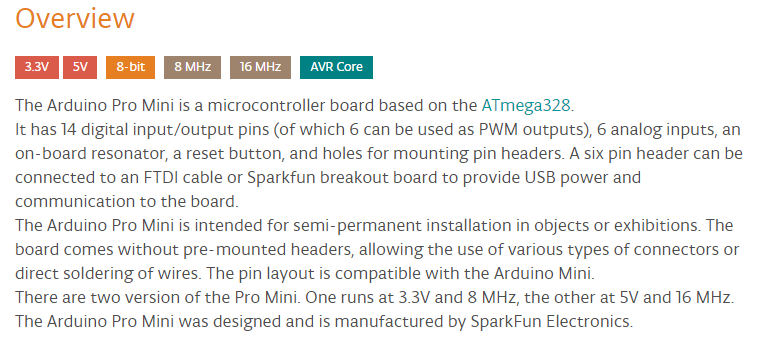 Overview
3.3V 5V 8-bit 8 MHz 16 MHz AVR Core
The Arduino Pro Mini is a microcontroller board based on the ATmega328.
It has 14 digital input/output pins (of which 6 can be used as PWM outputs), 6 analog inputs, an
on-board resonator, a reset button, and holes for mounting pin headers. A six pin header can be
connected to an FTDI cable or Sparkfun breakout board to provide USB power and
communication to the board.
The Arduino Pro Mini is intended for semi-permanent installation in objects or exhibitions. The
board comes without pre-mounted headers, allowing the use of various types of connectors or
direct soldering of wires. The pin layout is compatible with the Arduino Mini.
There are two version of the Pro Mini. One runs at 3.3V and 8 MHz, the other at 5V and 16 MHz.
The Arduino Pro Mini was designed and is manufactured by SparkFun Electronics.